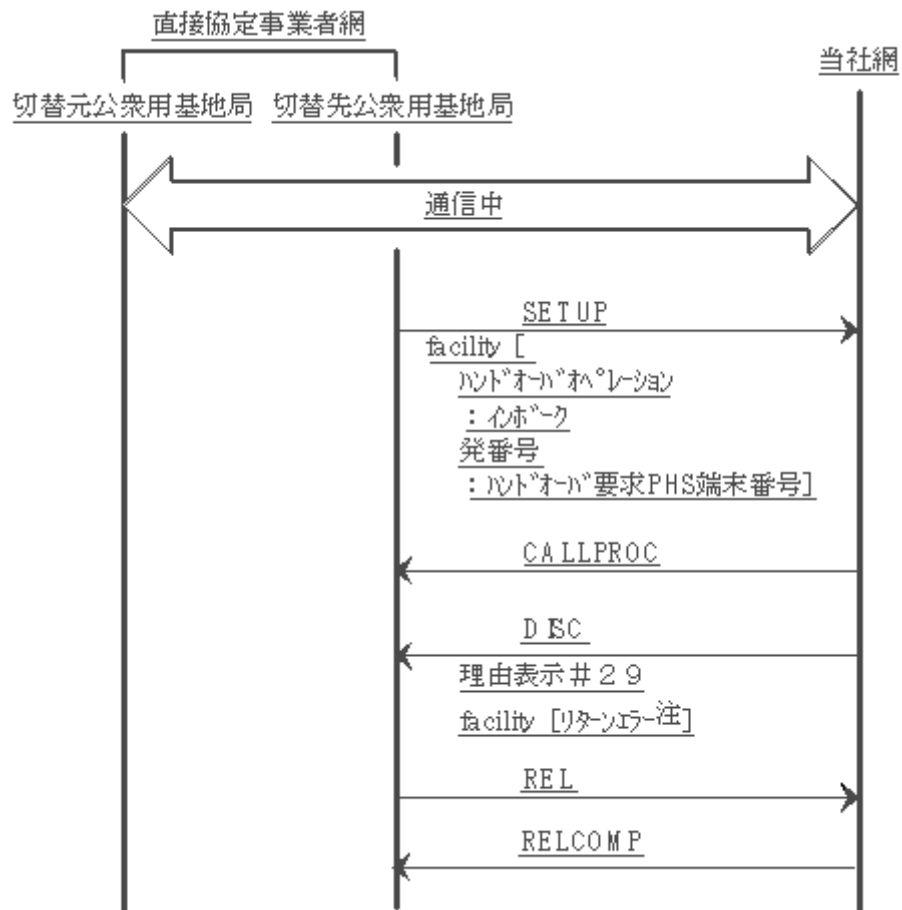 直接協定事業者網
当社網
切替元公衆用基地局 切替先公衆用基地局
通信中
SETUP
facility [
ﾊﾝﾄﾞｵｰﾊﾞｵﾍﾟﾚｰｼｮﾝ
：ｲﾝﾎﾞｰｸ
発番号
：ﾊﾝﾄﾞｵｰﾊﾞ要求PHS端末番号]
CALLPROC
DISC
理由表示＃２９
facility [ﾘﾀｰﾝｴﾗｰ注]
REL
RELCOMP